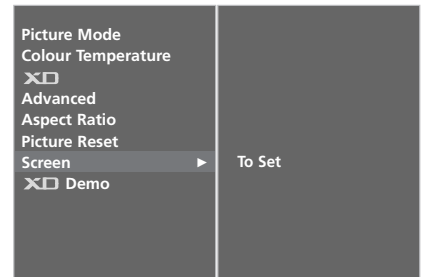 Picture Mode
Colour Temperature
XD
Advanced
Aspect Ratio
Picture Reset
Screen ► To Set
XD Demo